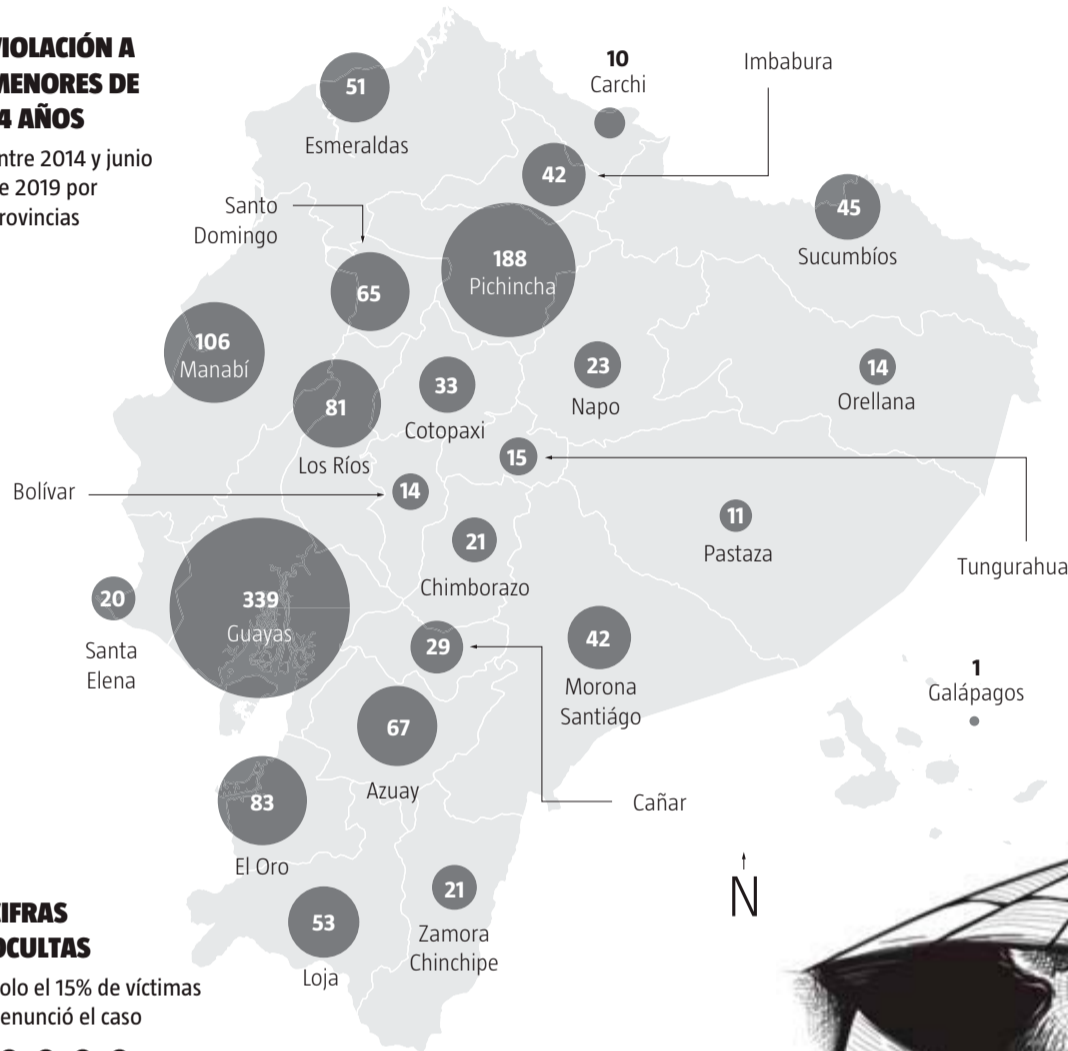 VIOLACIÓN A
MENORES DE
4 AÑOS
ntre 2014 y junio
e 2019 por
rovincias
51
Esmeraldas
10
Carchi
Imbabura
42
45
Sucumbíos
Santo
Domingo
65
188
Pichincha
106
Manabí
81
Los Ríos
33
Cotopaxi
23
Napo
14
Orellana
15
Tungurahua
Bolívar
14
21
Chimborazo
11
Pastaza
20
Santa
Elena
339
Guayas
29
Cañar
42
Morona
Santiágo
1
Galápagos
67
Azuay
83
El Oro
53
Loja
21
Zamora
Chinchipe
N
CIFRAS
OCULTAS
olo el 15% de víctimas
enunció el caso